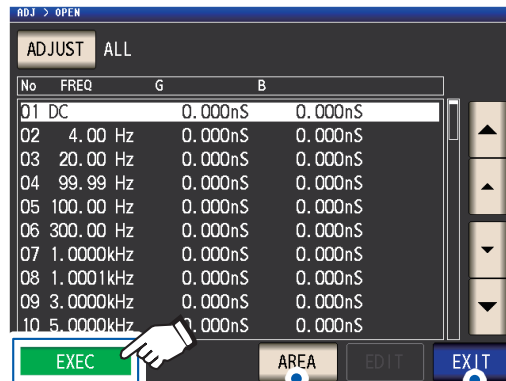 ADJ > OPEN
ADJUST ALL
No FREQ G B
01 DC 0.000nS 0.000nS
02 4.00 Hz 0.000nS 0.000nS
03 20.00 Hz 0.000nS 0.000nS
04 99.99 Hz 0.000nS 0.000nS
05 100.00 Hz 0.000nS 0.000nS
06 300.00 Hz 0.000nS 0.000nS
07 1.0000kHz 0.000nS 0.000nS
08 1.0001kHz 0.000nS 0.000nS
09 3.0000kHz 0.000nS 0.000nS
10 5.0000kHz 0.000nS 0.000nS
EXEC AREA EDIT EXIT